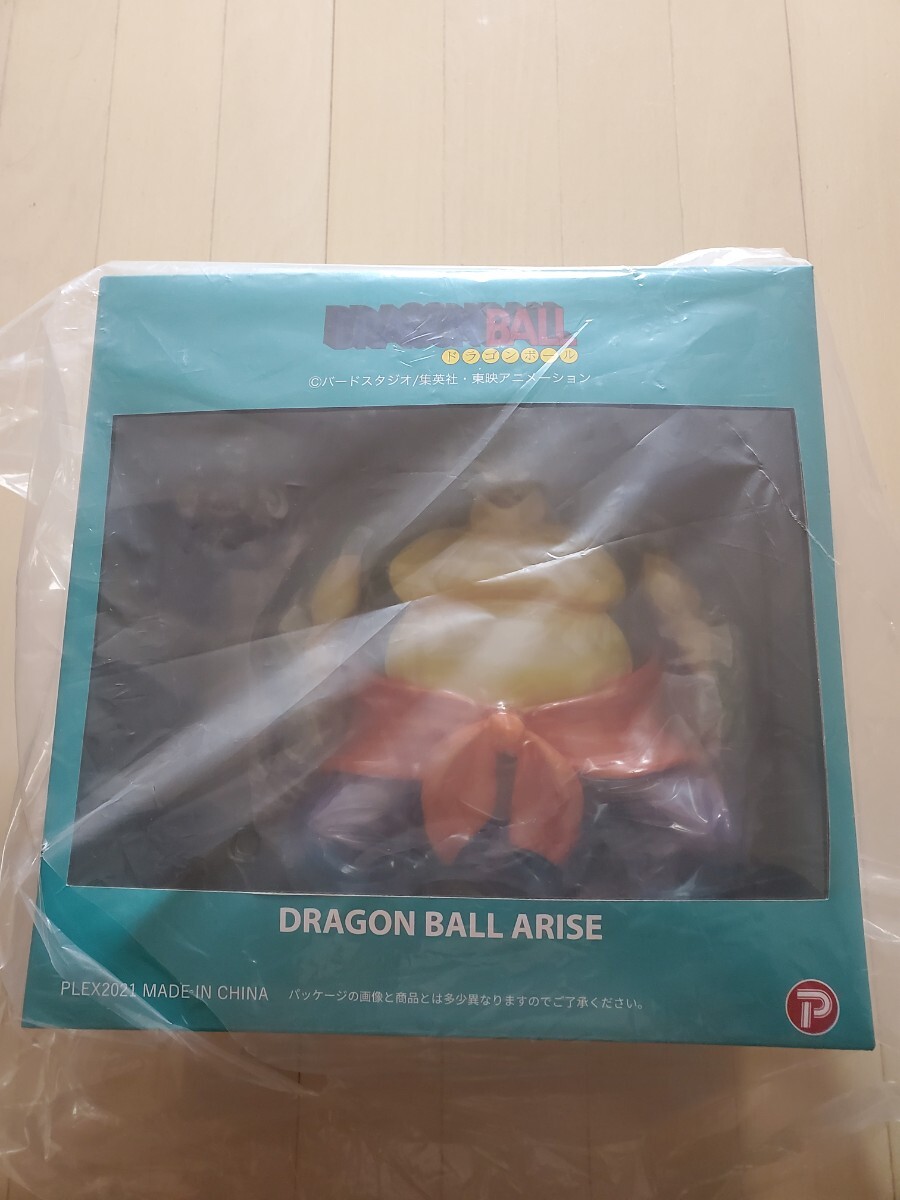 DRAGONBALL
ドラゴンボール
©バードスタジオ/集英社・東映アニメーション
DRAGON BALL ARISE
PLEX2021 MADE IN CHINA パッケージの画像と商品とは多少異なりますのでご了承ください。
P